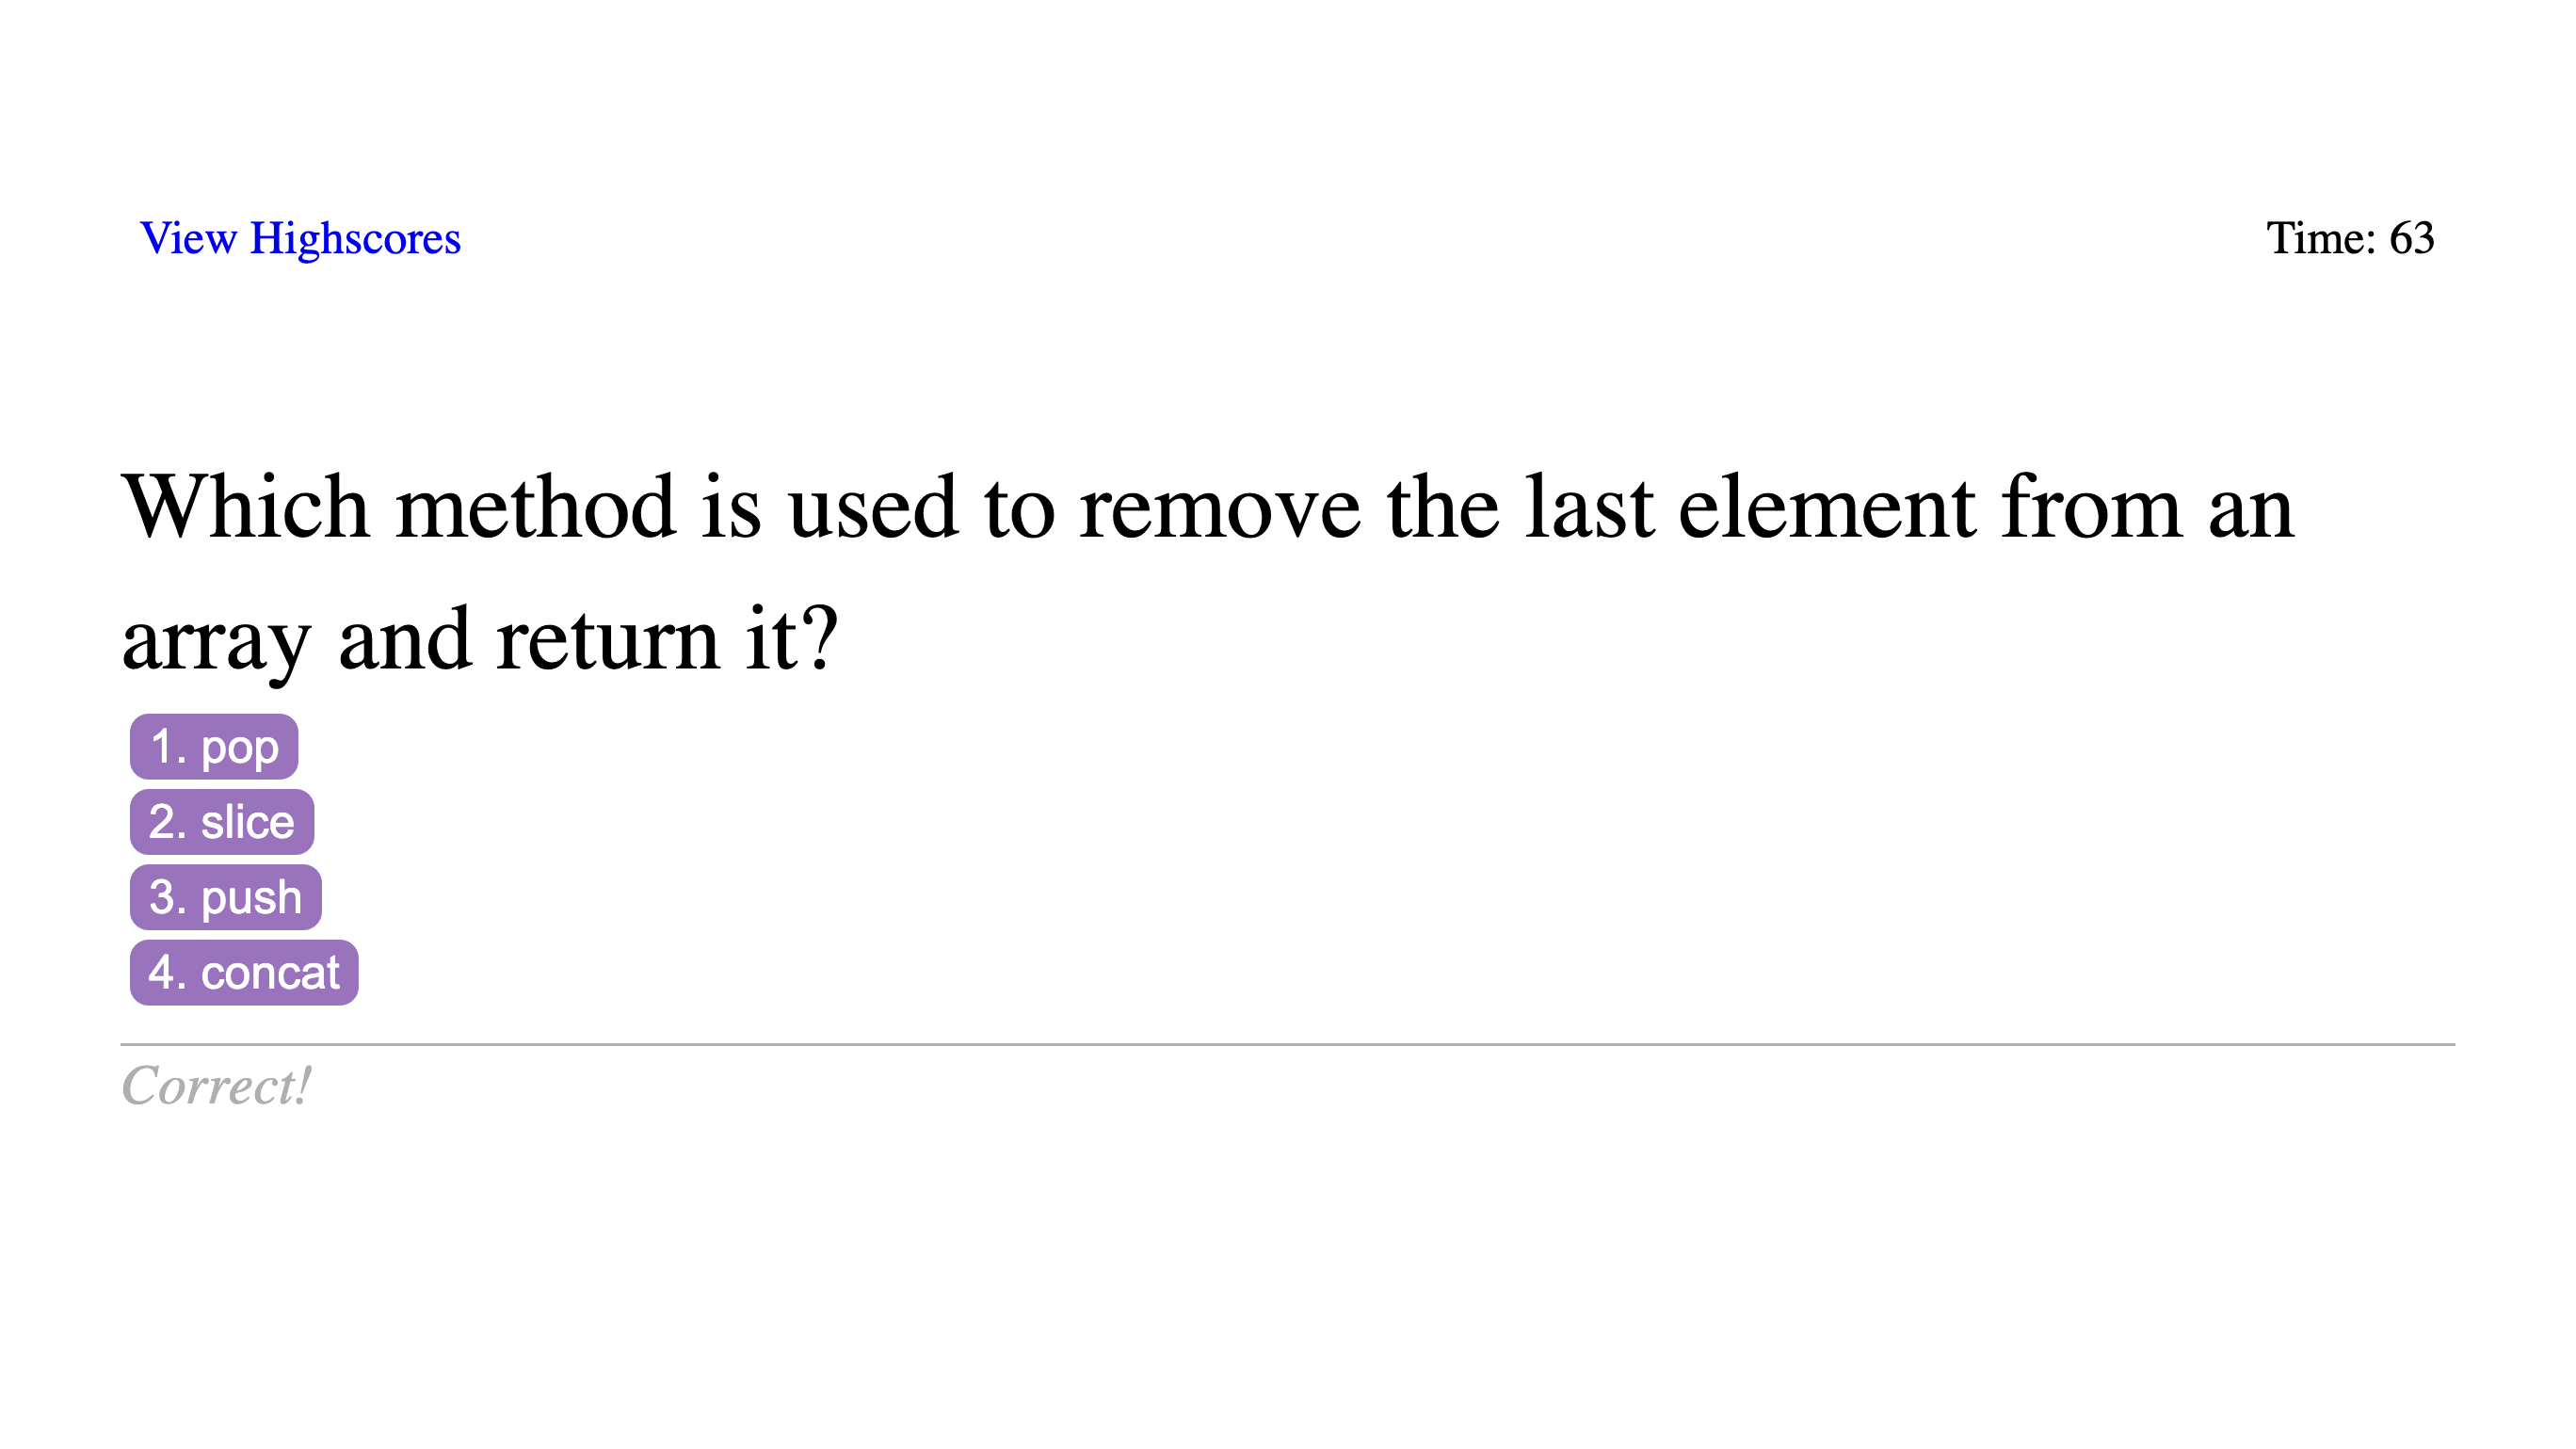 View Highscores
Time: 63
Which method is used to remove the last element from an
array and return it?
1. pop
2. slice
3. push
4. concat
Correct!